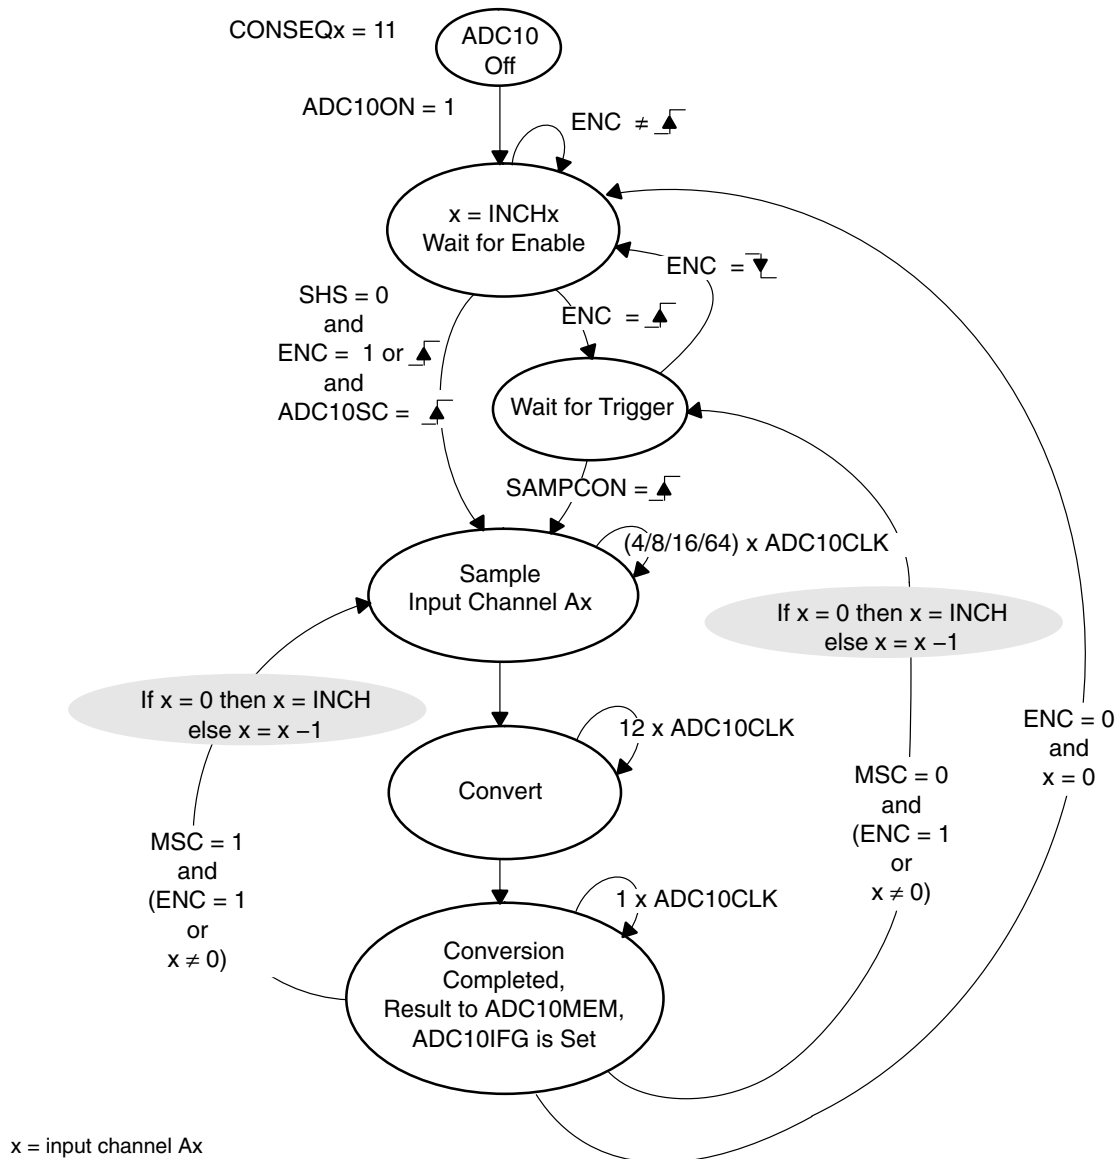 CONSEQx = 11
ADC10
Off
ADC10ON = 1
ENC ≠
x = INCHx
Wait for Enable
ENC =
SHS = 0
and
ENC = 1 or
and
ADC10SC =
ENC =
Wait for Trigger
SAMPCON =
(4/8/16/64) x ADC10CLK
Sample
Input Channel Ax
If x = 0 then x = INCH
else x = x −1
If x = 0 then x = INCH
else x = x −1
12 x ADC10CLK
Convert
ENC = 0
and
x = 0
MSC = 0
and
(ENC = 1
or
x ≠ 0)
MSC = 1
and
(ENC = 1
or
x ≠ 0)
1 x ADC10CLK
Conversion
Completed,
Result to ADC10MEM,
ADC10IFG is Set
x = input channel Ax